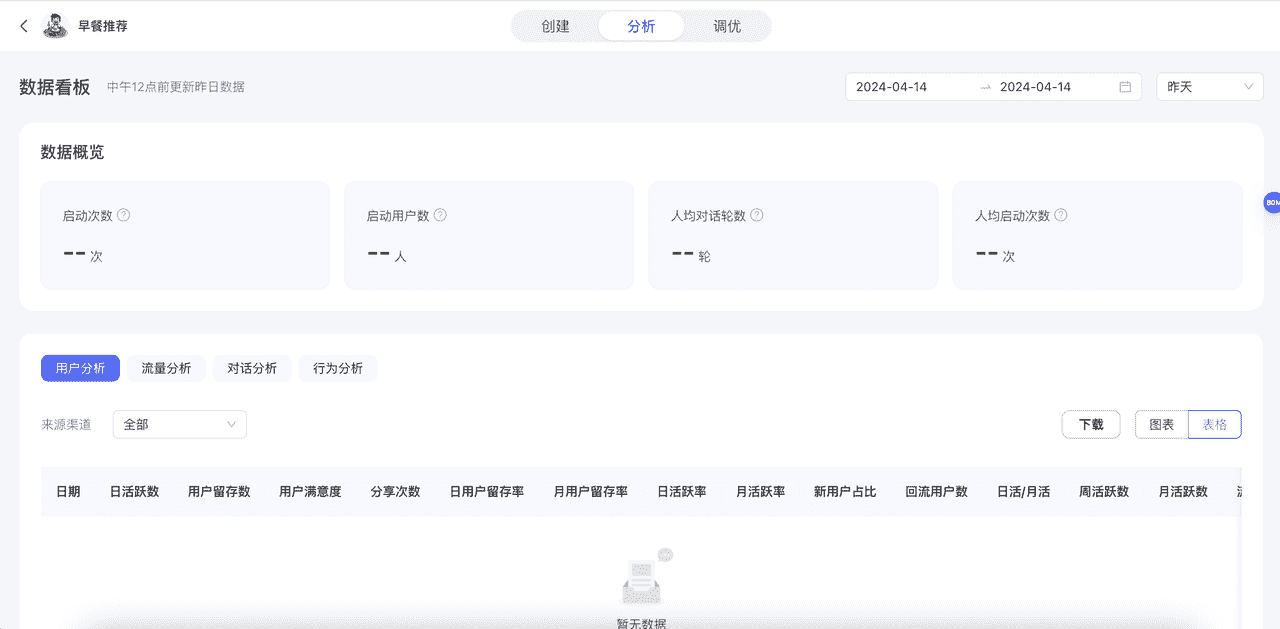 早餐推荐
创建 分析 调优
数据看板 中午12点前更新昨日数据
2024-04-14 → 2024-04-14 昨天
数据概览
启动次数 启动用户数 人均对话轮数 人均启动次数
-- 次 -- 人 -- 轮 -- 次
用户分析 流量分析 对话分析 行为分析
来源渠道 全部 下载 图表 表格
日期 日活跃数 用户留存数 用户满意度 分享次数 日用户留存率 月用户留存率 日活跃率 月活跃率 新用户占比 回流用户数 日活/月活 周活跃数 月活跃数
暂无数据